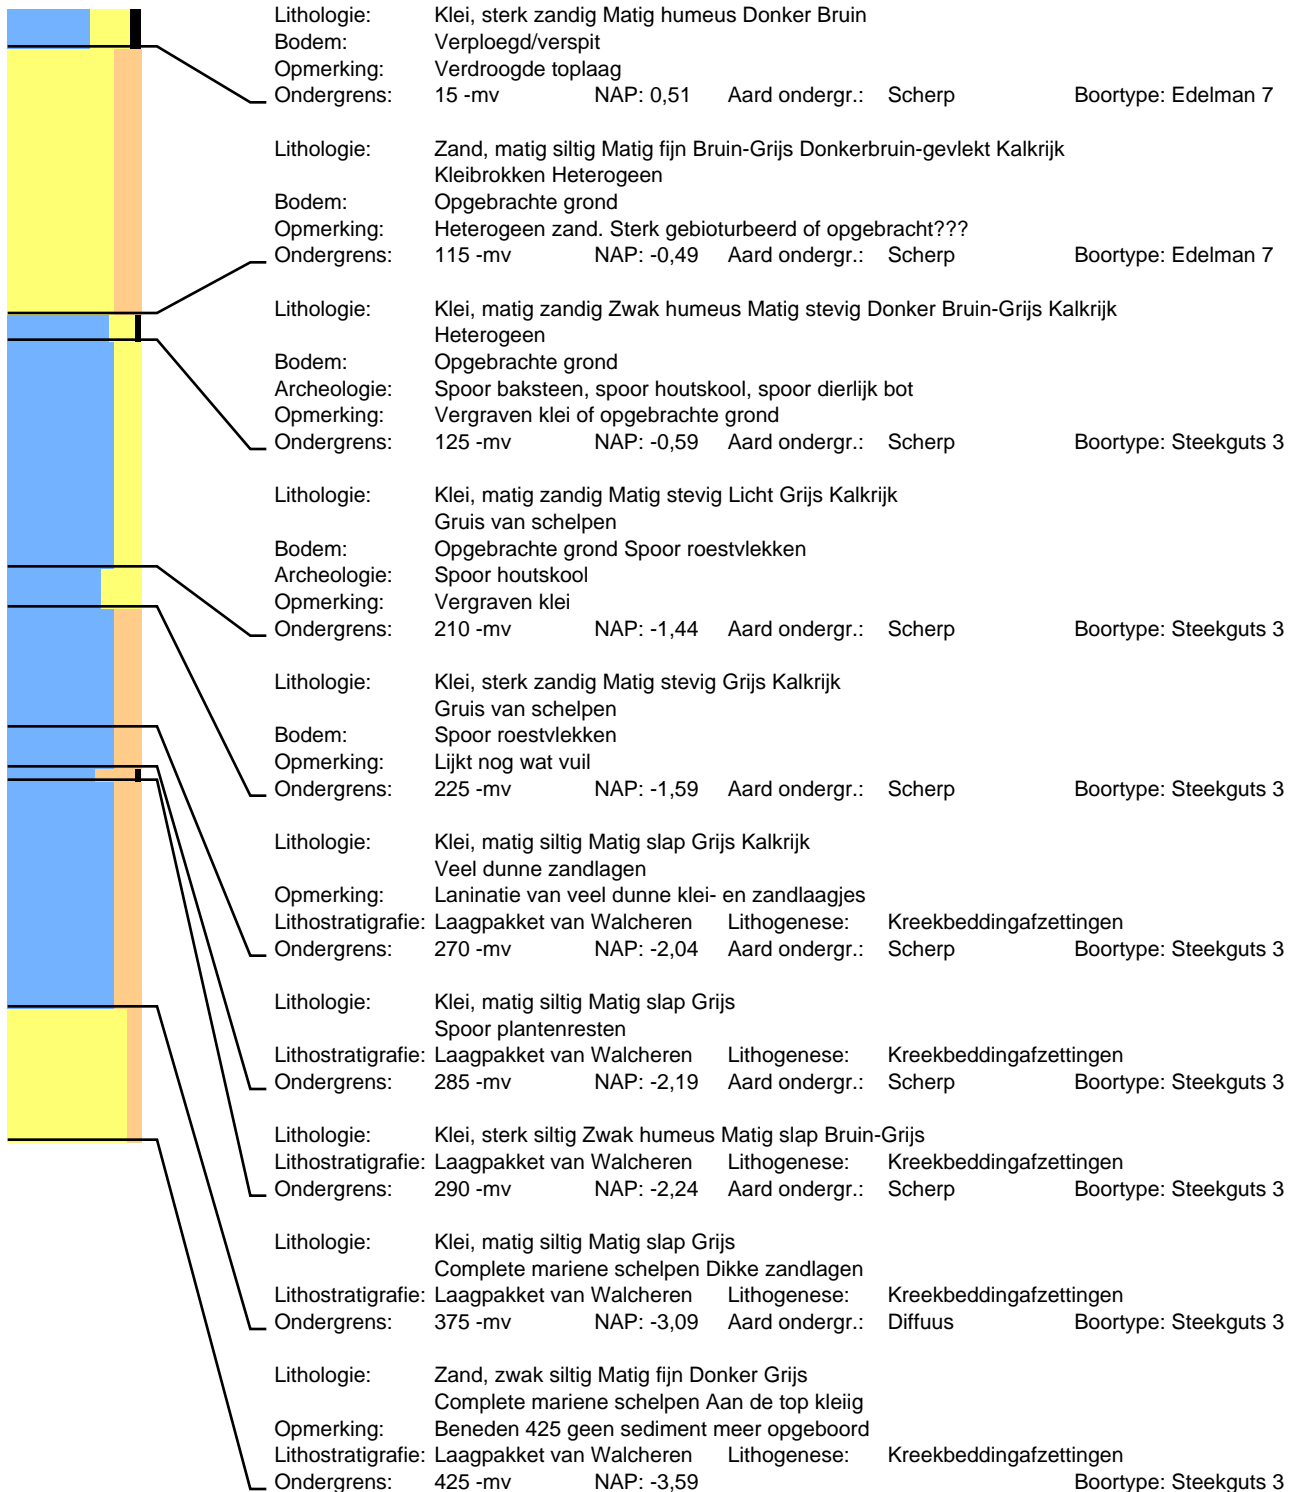 Lithologie: Klei, sterk zandig Matig humeus Donker Bruin
Bodem: Verploegd/verspit
Opmerking: Verdroogde toplaag
Ondergrens: 15 -mv NAP: 0,51 Aard ondergr.: Scherp Boortype: Edelman 7
Lithologie: Zand, matig siltig Matig fijn Bruin-Grijs Donkerbruin-gevlekt Kalkrijk
Kleibrokken Heterogeen
Bodem: Opgebrachte grond
Opmerking: Heterogeen zand. Sterk gebioturbeerd of opgebracht???
Ondergrens: 115 -mv NAP: -0,49 Aard ondergr.: Scherp Boortype: Edelman 7
Lithologie: Klei, matig zandig Zwak humeus Matig stevig Donker Bruin-Grijs Kalkrijk
Heterogeen
Bodem: Opgebrachte grond
Archeologie: Spoor baksteen, spoor houtskool, spoor dierlijk bot
Opmerking: Vergraven klei of opgebrachte grond
Ondergrens: 125 -mv NAP: -0,59 Aard ondergr.: Scherp Boortype: Steekguts 3
Lithologie: Klei, matig zandig Matig stevig Licht Grijs Kalkrijk
Gruis van schelpen
Bodem: Opgebrachte grond Spoor roestvlekken
Archeologie: Spoor houtskool
Opmerking: Vergraven klei
Ondergrens: 210 -mv NAP: -1,44 Aard ondergr.: Scherp Boortype: Steekguts 3
Lithologie: Klei, sterk zandig Matig stevig Grijs Kalkrijk
Gruis van schelpen
Bodem: Spoor roestvlekken
Opmerking: Lijkt nog wat vuil
Ondergrens: 225 -mv NAP: -1,59 Aard ondergr.: Scherp Boortype: Steekguts 3
Lithologie: Klei, matig siltig Matig slap Grijs Kalkrijk
Veel dunne zandlagen
Opmerking: Laninatie van veel dunne klei- en zandlaagjes
Lithostratigrafie: Laagpakket van Walcheren Lithogenese: Kreekbeddingafzettingen
Ondergrens: 270 -mv NAP: -2,04 Aard ondergr.: Scherp Boortype: Steekguts 3
Lithologie: Klei, matig siltig Matig slap Grijs
Spoor plantenresten
Lithostratigrafie: Laagpakket van Walcheren Lithogenese: Kreekbeddingafzettingen
Ondergrens: 285 -mv NAP: -2,19 Aard ondergr.: Scherp Boortype: Steekguts 3
Lithologie: Klei, sterk siltig Zwak humeus Matig slap Bruin-Grijs
Lithostratigrafie: Laagpakket van Walcheren Lithogenese: Kreekbeddingafzettingen
Ondergrens: 290 -mv NAP: -2,24 Aard ondergr.: Scherp Boortype: Steekguts 3
Lithologie: Klei, matig siltig Matig slap Grijs
Complete mariene schelpen Dikke zandlagen
Lithostratigrafie: Laagpakket van Walcheren Lithogenese: Kreekbeddingafzettingen
Ondergrens: 375 -mv NAP: -3,09 Aard ondergr.: Diffuus Boortype: Steekguts 3
Lithologie: Zand, zwak siltig Matig fijn Donker Grijs
Complete mariene schelpen Aan de top kleiig
Opmerking: Beneden 425 geen sediment meer opgeboord
Lithostratigrafie: Laagpakket van Walcheren Lithogenese: Kreekbeddingafzettingen
Ondergrens: 425 -mv NAP: -3,59 Boortype: Steekguts 3